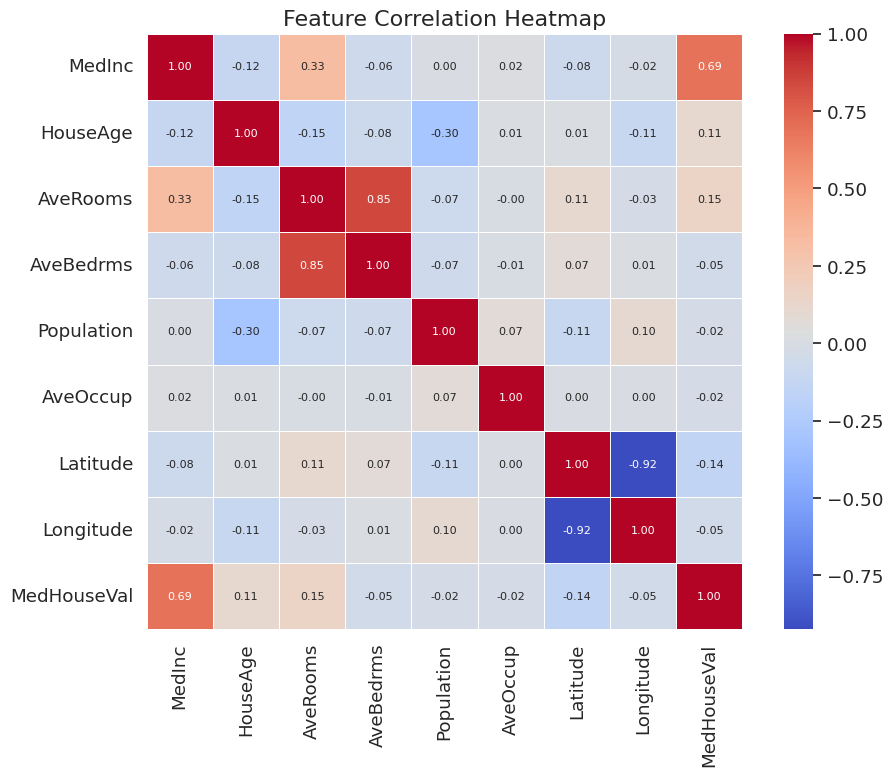 Feature Correlation Heatmap
MedInc 1.00 -0.12 0.33 -0.06 0.00 0.02 -0.08 -0.02 0.69
HouseAge -0.12 1.00 -0.15 -0.08 -0.30 0.01 0.01 -0.11 0.11
AveRooms 0.33 -0.15 1.00 0.85 -0.07 -0.00 0.11 -0.03 0.15
AveBedrms -0.06 -0.08 0.85 1.00 -0.07 -0.01 0.07 0.01 -0.05
Population 0.00 -0.30 -0.07 -0.07 1.00 0.07 -0.11 0.10 -0.02
AveOccup 0.02 0.01 -0.00 -0.01 0.07 1.00 0.00 0.00 -0.02
Latitude -0.08 0.01 0.11 0.07 -0.11 0.00 1.00 -0.92 -0.14
Longitude -0.02 -0.11 -0.03 0.01 0.10 0.00 -0.92 1.00 -0.05
MedHouseVal 0.69 0.11 0.15 -0.05 -0.02 -0.02 -0.14 -0.05 1.00
MedInc
HouseAge
AveRooms
AveBedrms
Population
AveOccup
Latitude
Longitude
MedHouseVal
1.00
0.75
0.50
0.25
0.00
−0.25
−0.50
−0.75